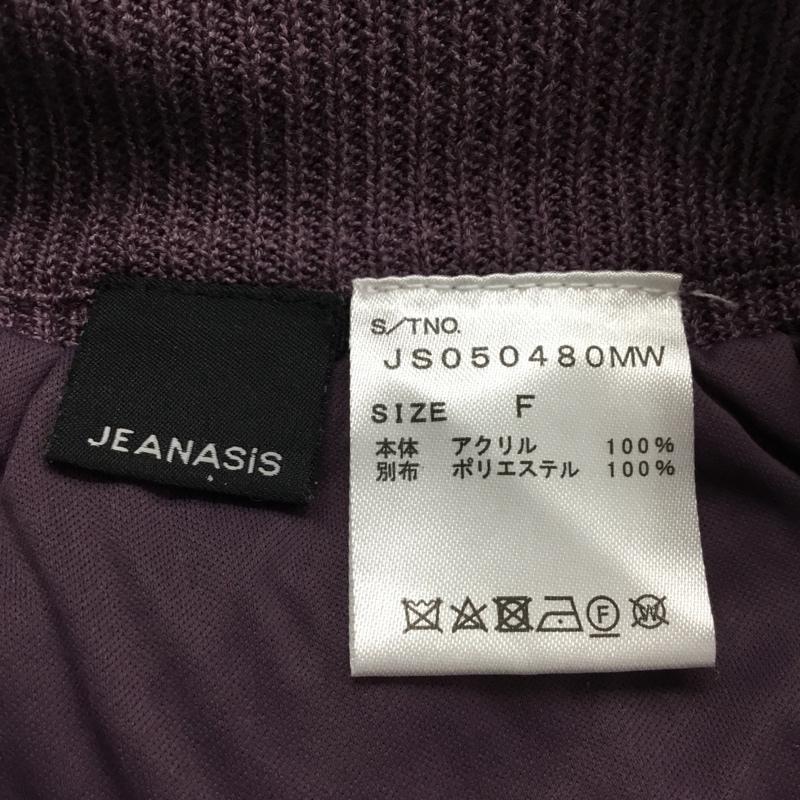 JEANASiS
S/TNO.
JS050480MW
SIZE F
本体 アクリル 100%
別布 ポリエステル 100%
F W